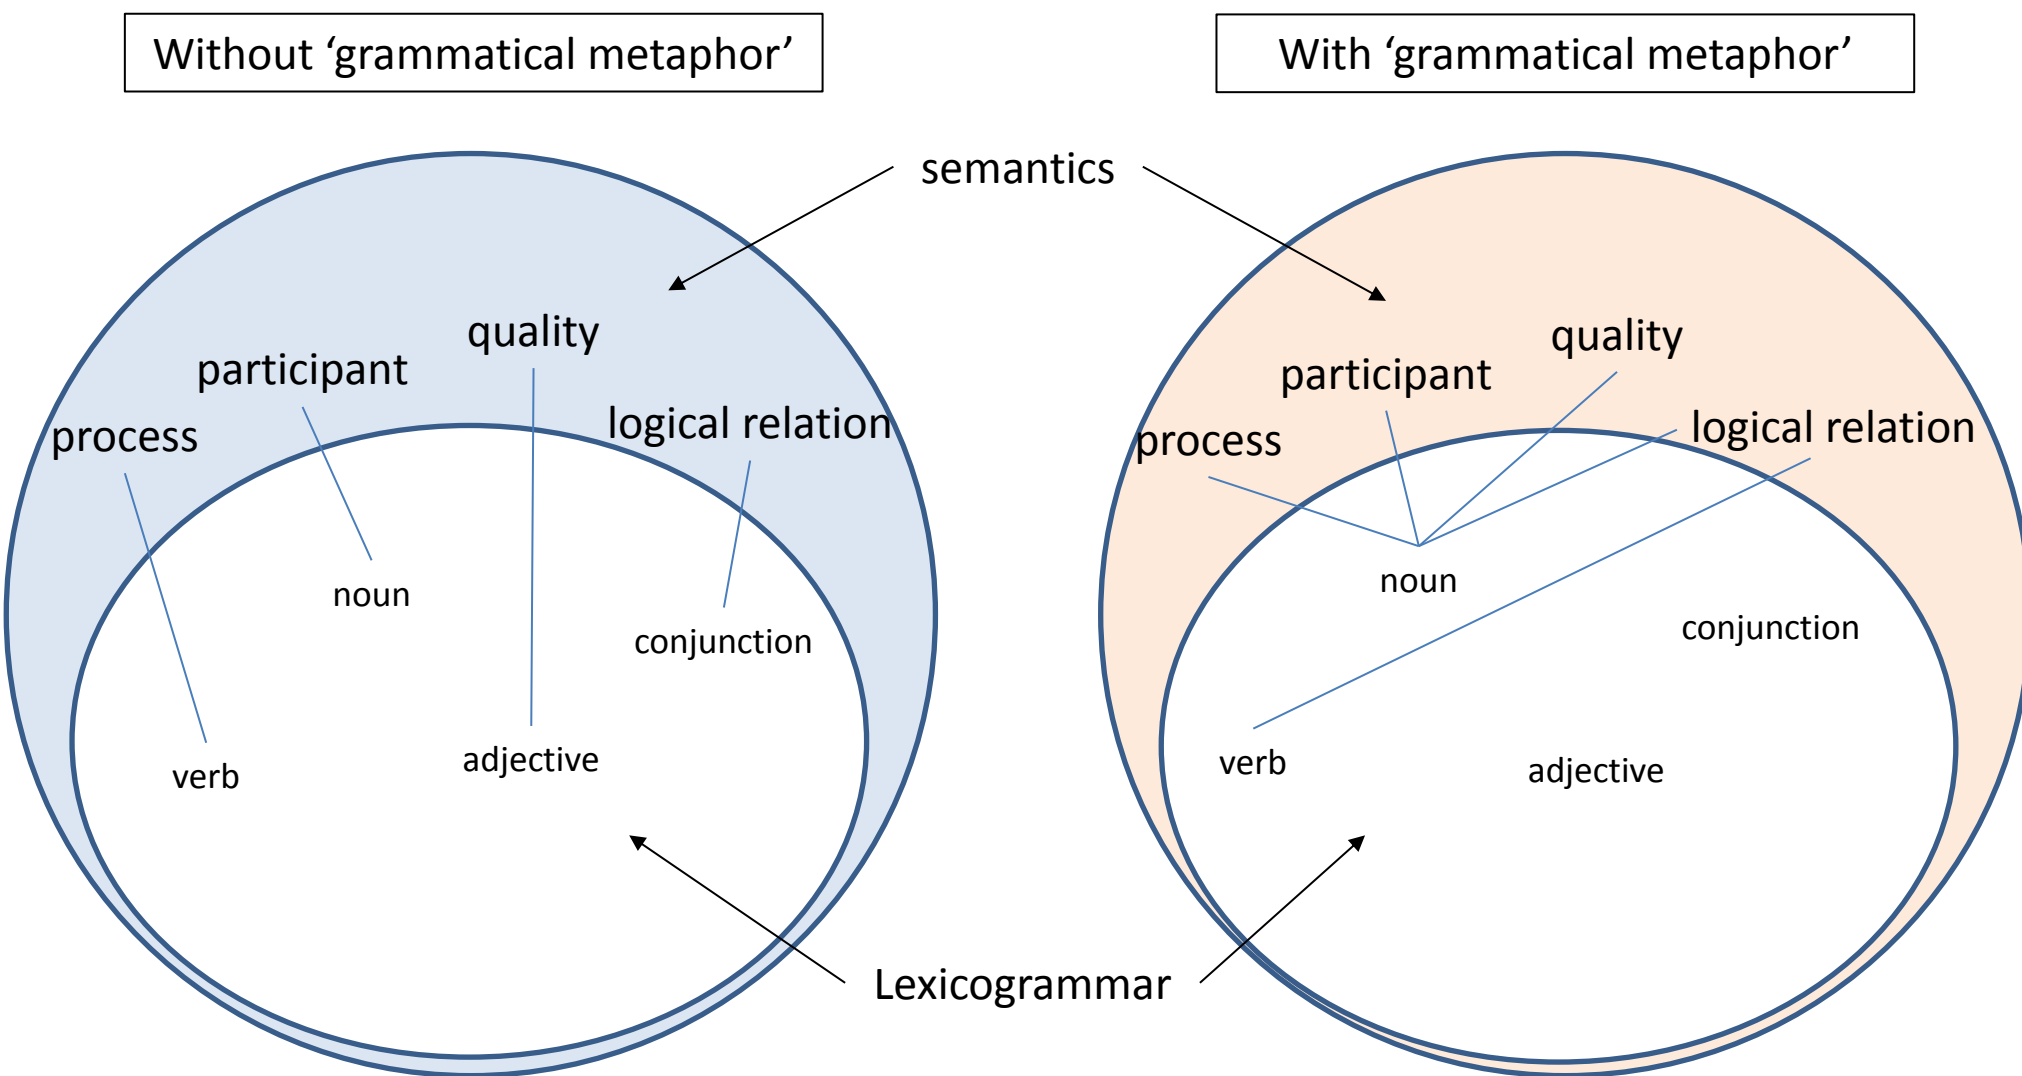 Without ‘grammatical metaphor’
With ‘grammatical metaphor’
semantics
quality
participant
process
logical relation
noun
conjunction
verb
adjective
quality
participant
process
logical relation
noun
conjunction
verb
adjective
Lexicogrammar